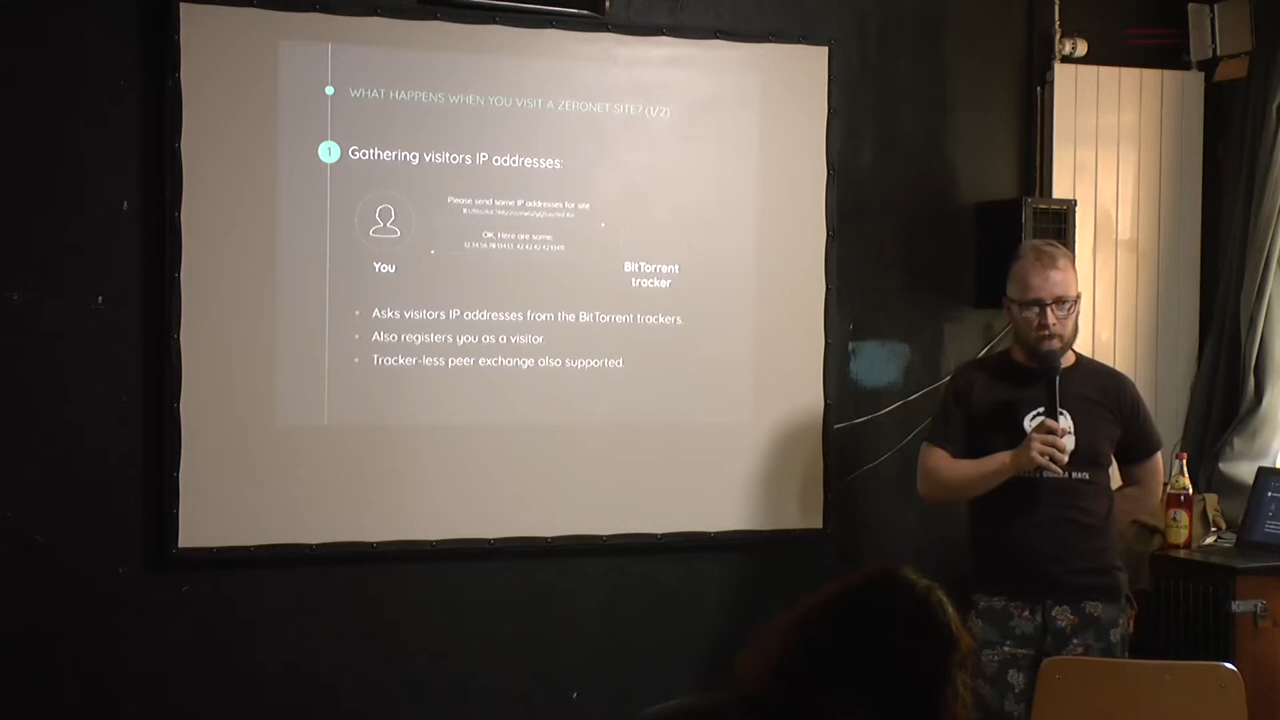 WHAT HAPPENS WHEN YOU VISIT A ZERONET SITE? (1/2)
1 Gathering visitors IP addresses:
Please send some IP addresses for site
OK, Here are some:
You
BitTorrent
tracker
Asks visitors IP addresses from the BitTorrent trackers.
Also registers you as a visitor.
Tracker-less peer exchange also supported.
HACK